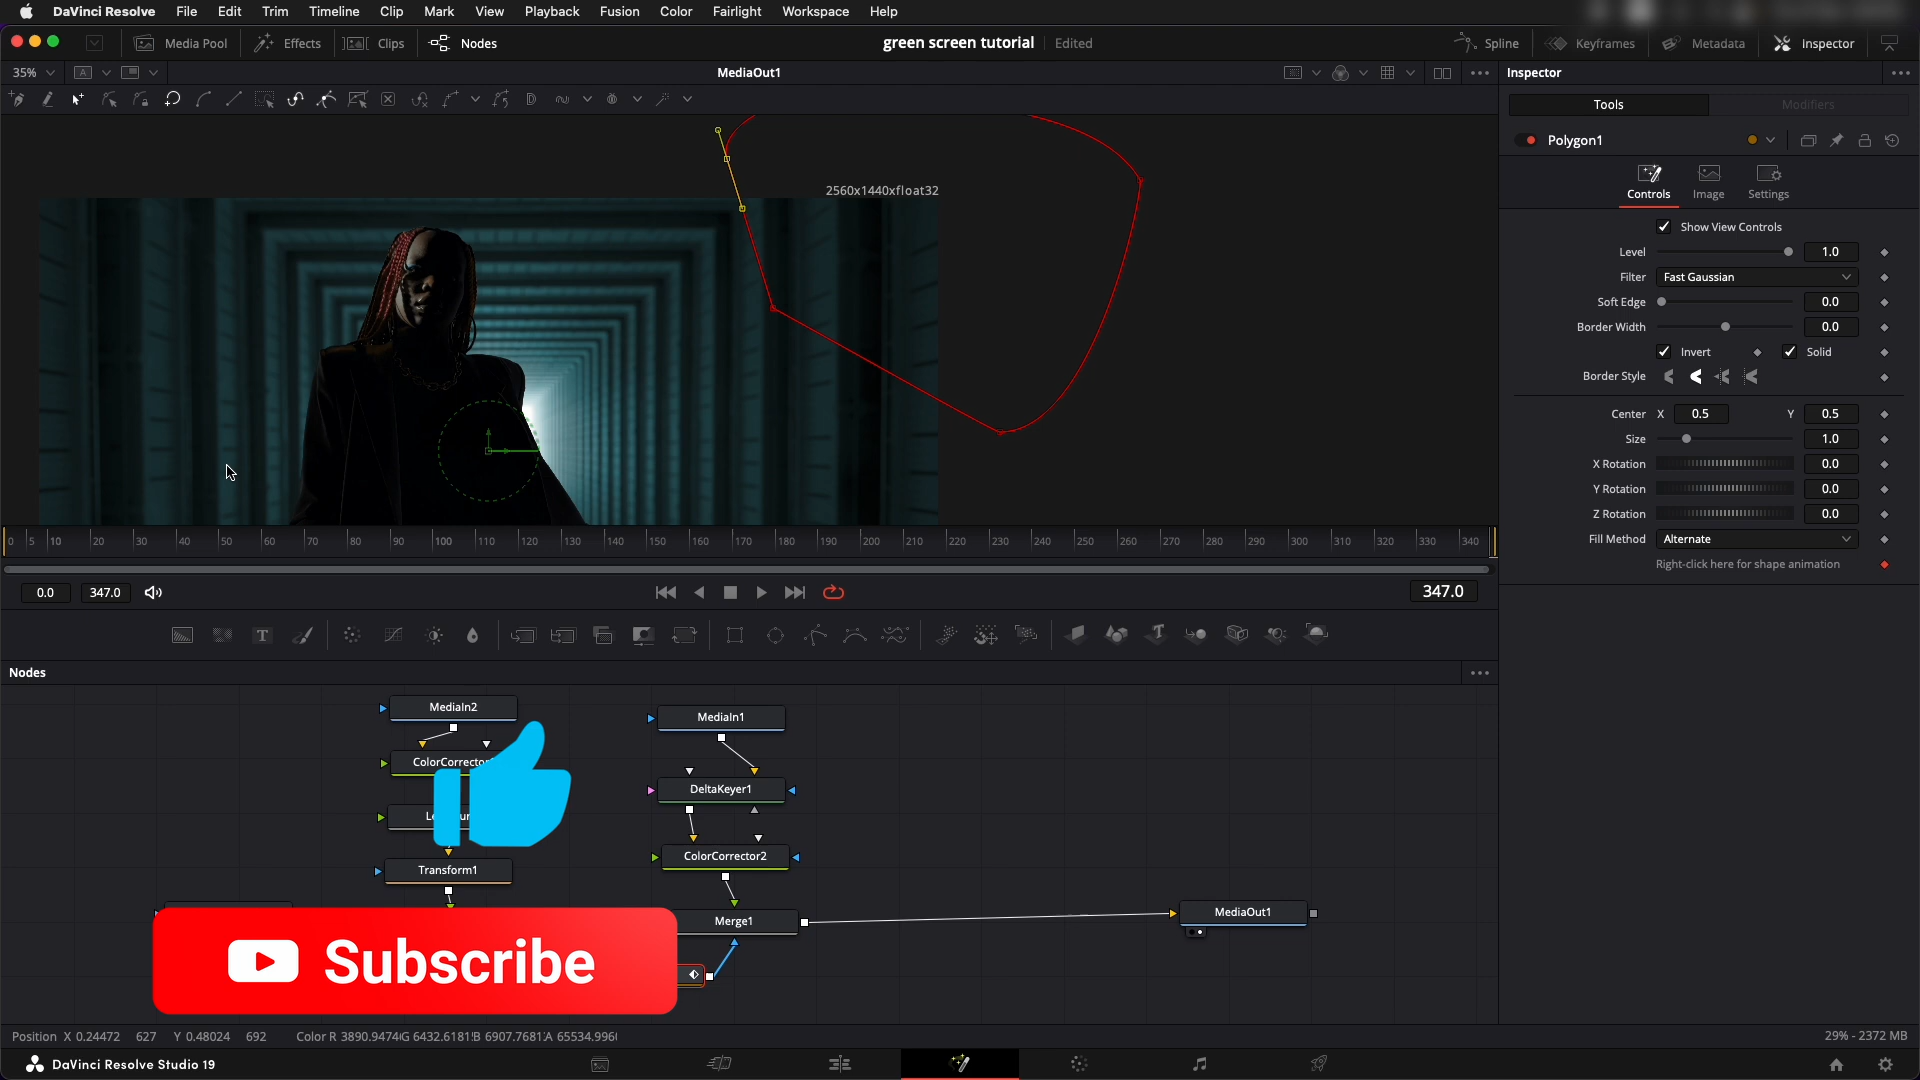 DaVinci Resolve File Edit Trim Timeline Clip Mark View Playback Fusion Color Fairlight Workspace Help
Media Pool Effects Clips Nodes green screen tutorial Edited Spline Keyframes Metadata Inspector
35% A MediaOut1 Inspector
Tools Modifiers
Polygon1
Controls Image Settings
2560x1440xfloat32
Show View Controls
Level 1.0
Filter Fast Gaussian
Soft Edge 0.0
Border Width 0.0
Invert Solid
Border Style
Center X 0.5 Y 0.5
Size 1.0
X Rotation 0.0
Y Rotation 0.0
Z Rotation 0.0
Fill Method Alternate
Right-click here for shape animation
0 5 10 20 30 40 50 60 70 80 90 100 110 120 130 140 150 160 170 180 190 200 210 220 230 240 250 260 270 280 290 300 310 320 330 340
0.0 347.0 347.0
T
Nodes
MediaIn2
MediaIn1
ColorCorrector
DeltaKeyer1
ColorCorrector2
Transform1
Merge1
MediaOut1
Subscribe
Position X 0.24472 627 Y 0.48024 692 Color R 3890.9474 G 6432.6181 B 6907.7681 A 65534.996
29% - 2372 MB
DaVinci Resolve Studio 19